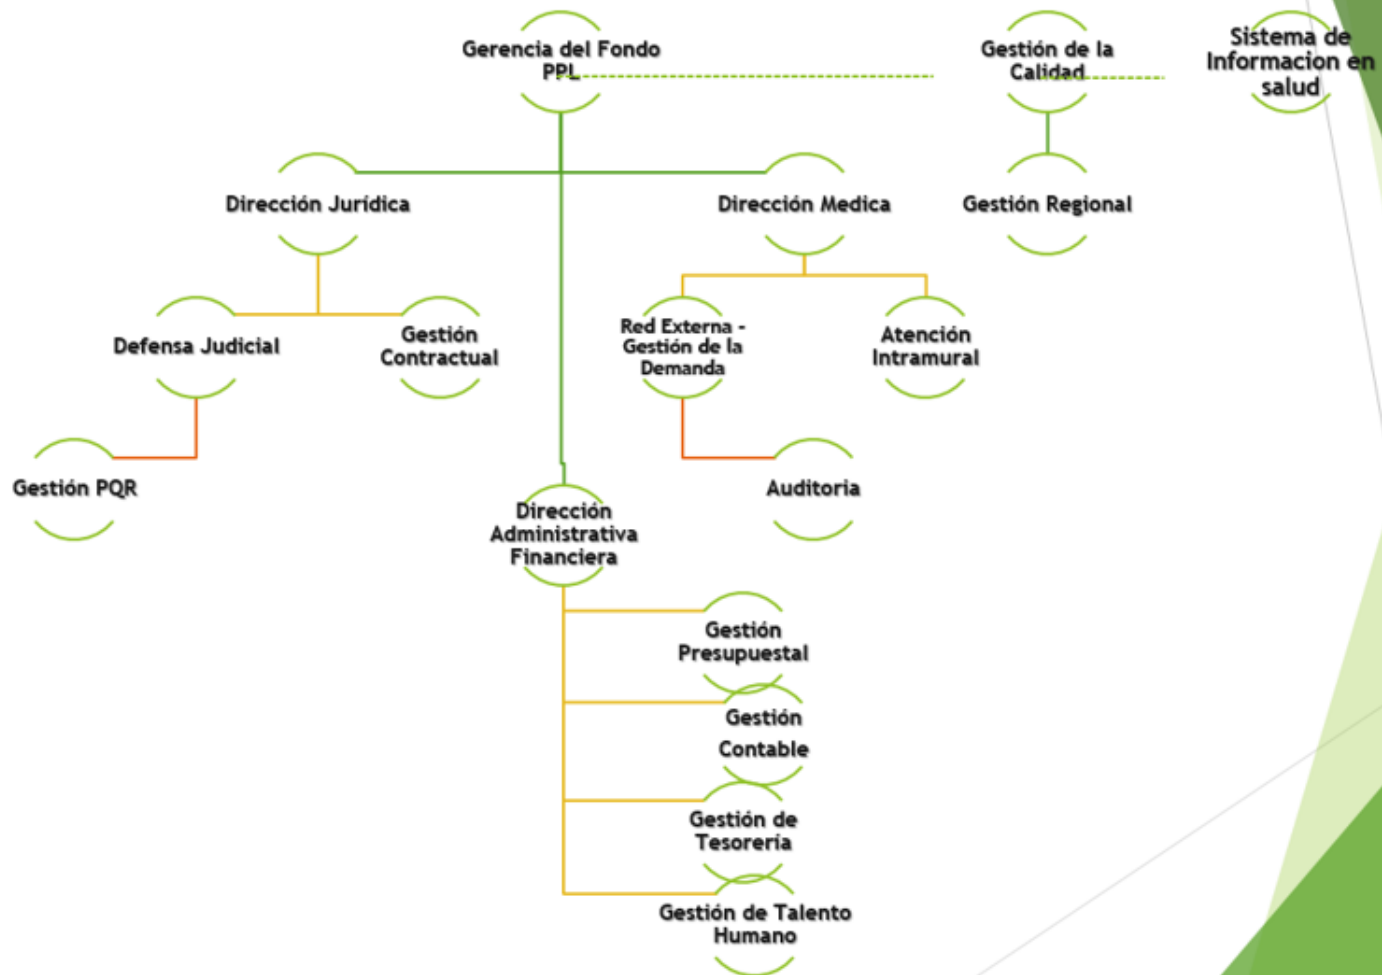 Gerencia del Fondo
PPL
Gestión de la
Calidad
Sistema de
Informacion en
salud
Dirección Jurídica
Dirección Medica
Gestión Regional
Defensa Judicial
Gestión
Contractual
Red Externa -
Gestión de la
Demanda
Atención
Intramural
Gestión PQR
Auditoria
Dirección
Administrativa
Financiera
Gestión
Presupuestal
Gestión
Contable
Gestión de
Tesorería
Gestión de Talento
Humano